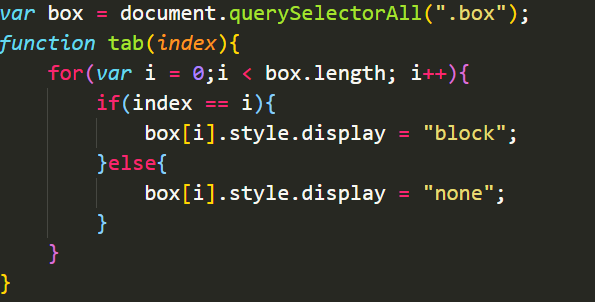 var box = document.querySelectorAll(".box");
function tab(index){
    for(var i = 0;i < box.length; i++){
        if(index == i){
            box[i].style.display = "block";
        }else{
            box[i].style.display = "none";
        }
    }
}